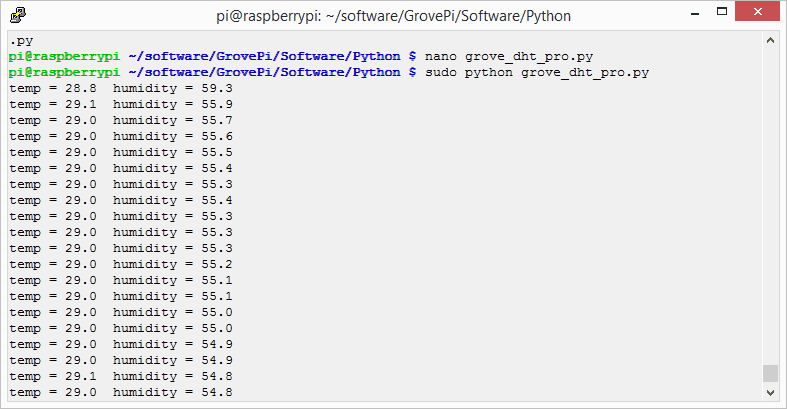 pi@raspberrypi: ~/software/GrovePi/Software/Python
.py
pi@raspberrypi ~/software/GrovePi/Software/Python $ nano grove_dht_pro.py
pi@raspberrypi ~/software/GrovePi/Software/Python $ sudo python grove_dht_pro.py
temp = 28.8  humidity = 59.3
temp = 29.1  humidity = 55.9
temp = 29.0  humidity = 55.7
temp = 29.0  humidity = 55.6
temp = 29.0  humidity = 55.5
temp = 29.0  humidity = 55.4
temp = 29.0  humidity = 55.3
temp = 29.0  humidity = 55.4
temp = 29.0  humidity = 55.3
temp = 29.0  humidity = 55.3
temp = 29.0  humidity = 55.3
temp = 29.0  humidity = 55.2
temp = 29.0  humidity = 55.1
temp = 29.0  humidity = 55.1
temp = 29.0  humidity = 55.0
temp = 29.0  humidity = 55.0
temp = 29.0  humidity = 54.9
temp = 29.0  humidity = 54.9
temp = 29.1  humidity = 54.8
temp = 29.0  humidity = 54.8